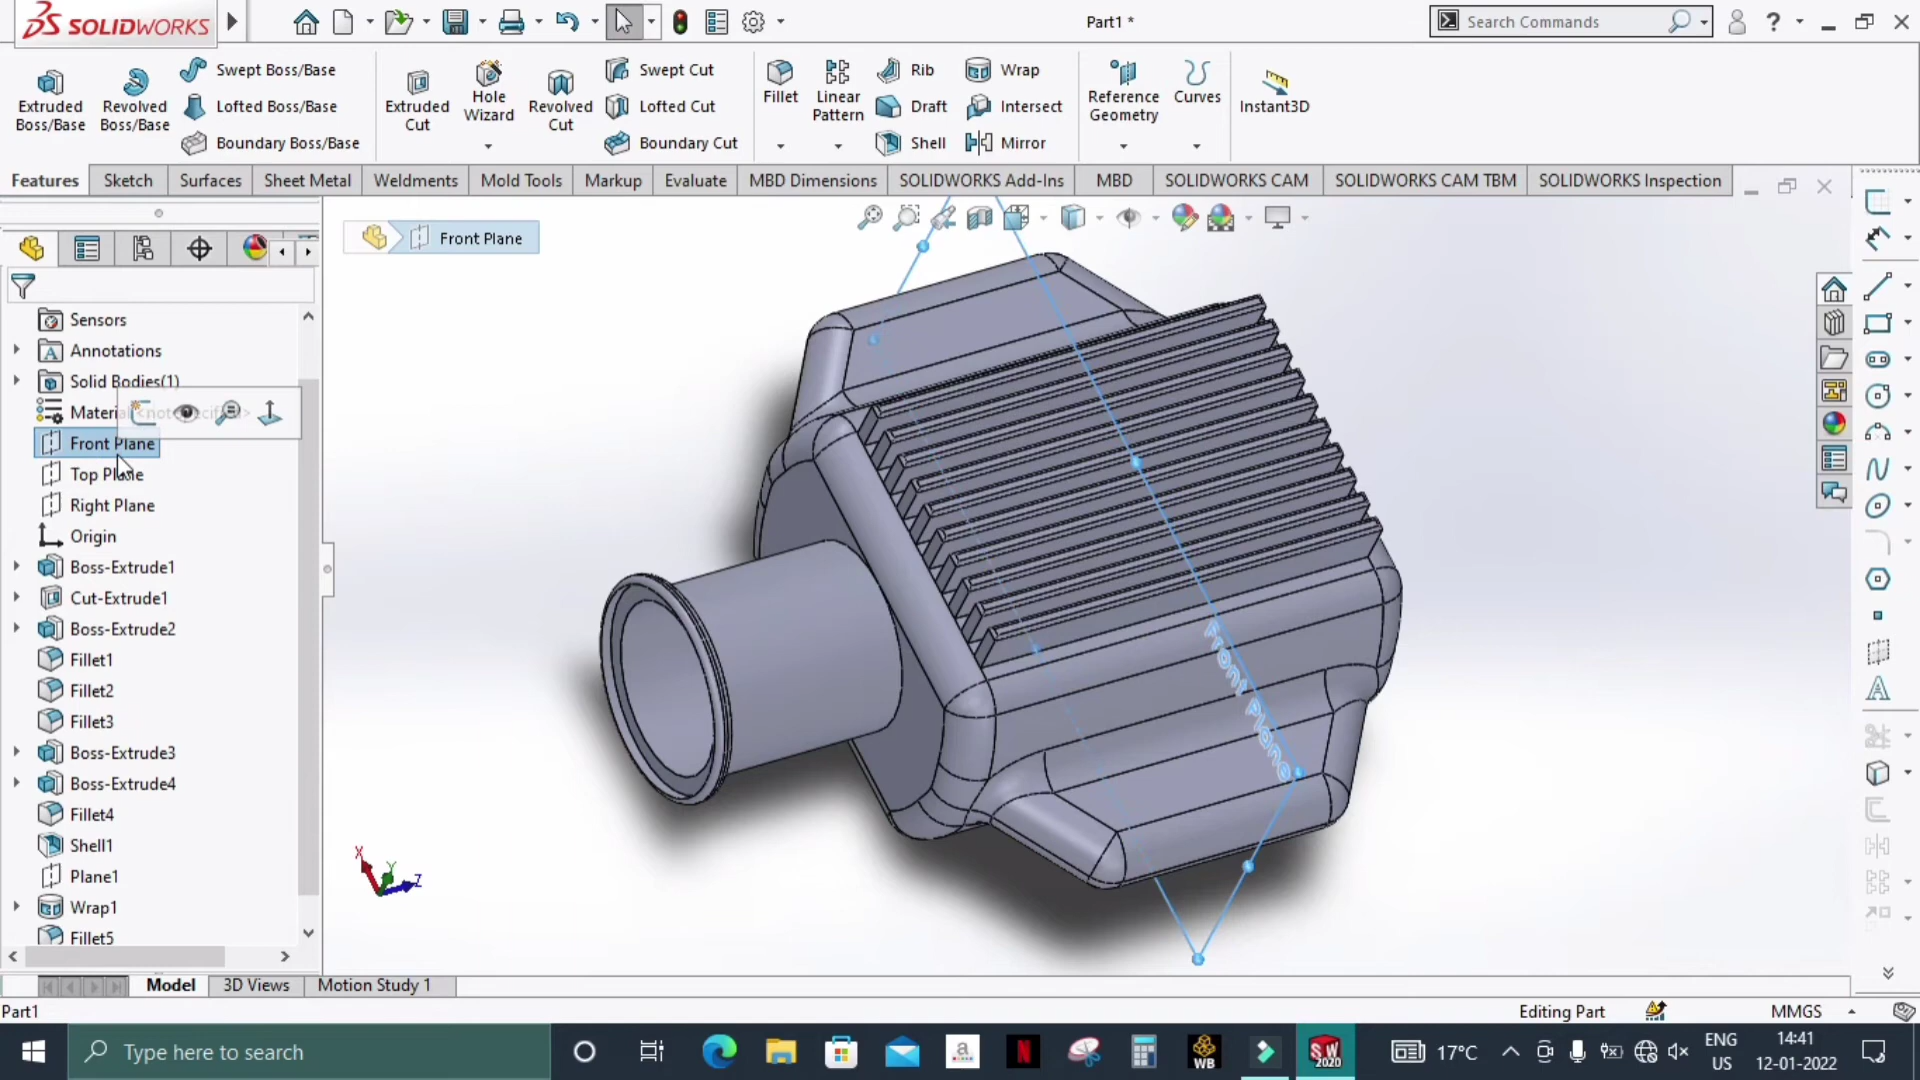 SOLIDWORKS
Part1 *
Search Commands
Extruded Boss/Base
Revolved Boss/Base
Swept Boss/Base
Lofted Boss/Base
Boundary Boss/Base
Extruded Cut
Hole Wizard
Revolved Cut
Swept Cut
Lofted Cut
Boundary Cut
Fillet
Linear Pattern
Rib
Draft
Shell
Wrap
Intersect
Mirror
Reference Geometry
Curves
Instant3D
Features
Sketch
Surfaces
Sheet Metal
Weldments
Mold Tools
Markup
Evaluate
MBD Dimensions
SOLIDWORKS Add-Ins
MBD
SOLIDWORKS CAM
SOLIDWORKS CAM TBM
SOLIDWORKS Inspection
Front Plane
Sensors
Annotations
Solid Bodies(1)
Material <not specified>
Front Plane
Top Plane
Right Plane
Origin
Boss-Extrude1
Cut-Extrude1
Boss-Extrude2
Fillet1
Fillet2
Fillet3
Boss-Extrude3
Boss-Extrude4
Fillet4
Shell1
Plane1
Wrap1
Fillet5
Front Plane
X
Y
Z
Model
3D Views
Motion Study 1
Part1
Editing Part
MMGS
Type here to search
a
N
WB
SW
2020
17°C
ENG
US
14:41
12-01-2022